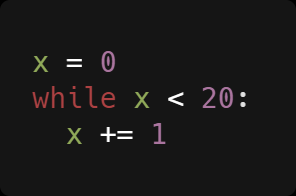 x = 0
while x < 20:
  x += 1